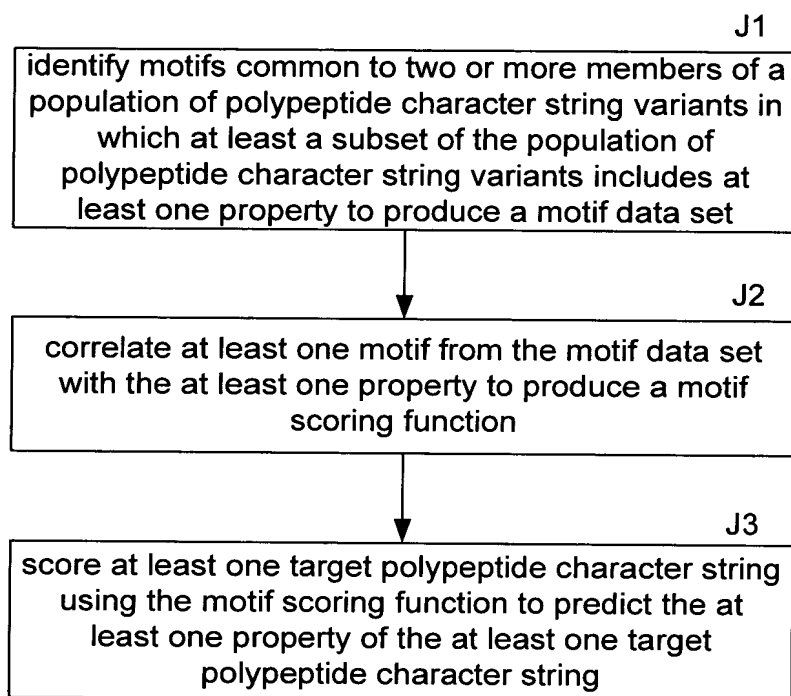 J1
identify motifs common to two or more members of a
population of polypeptide character string variants in
which at least a subset of the population of
polypeptide character string variants includes at
least one property to produce a motif data set
J2
correlate at least one motif from the motif data set
with the at least one property to produce a motif
scoring function
J3
score at least one target polypeptide character string
using the motif scoring function to predict the at
least one property of the at least one target
polypeptide character string